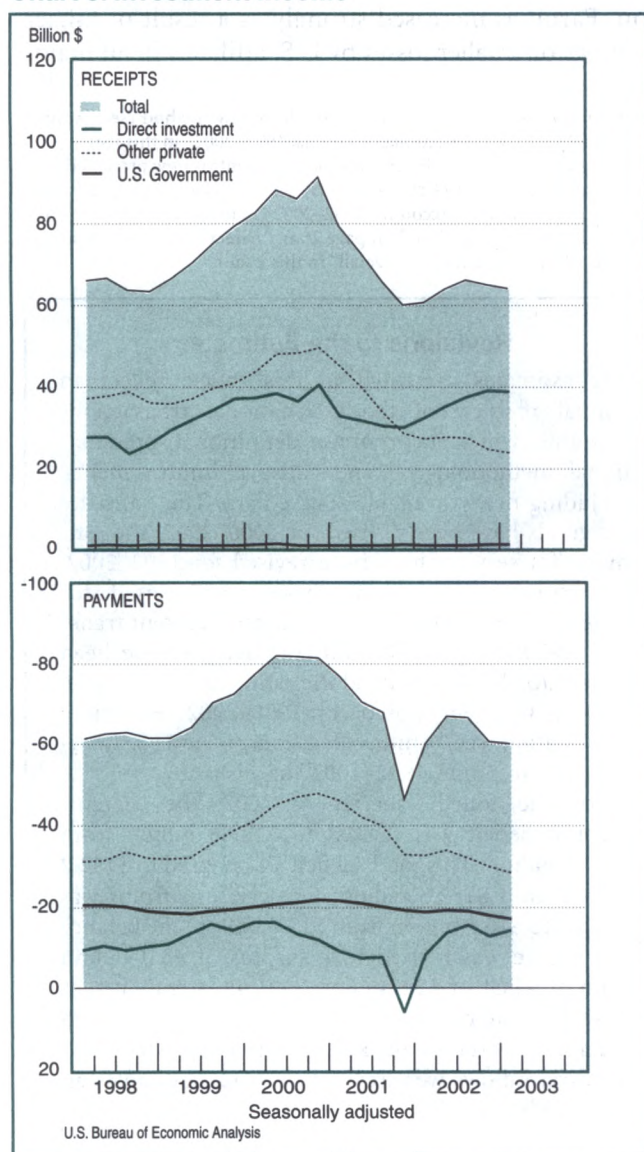 Billion $
120
RECEIPTS
Total
Direct investment
Other private
U.S. Government
100
80
60
40
20
0
-100
PAYMENTS
-80
-60
-40
-20
0
20
1998 1999 2000 2001 2002 2003
Seasonally adjusted
U.S. Bureau of Economic Analysis